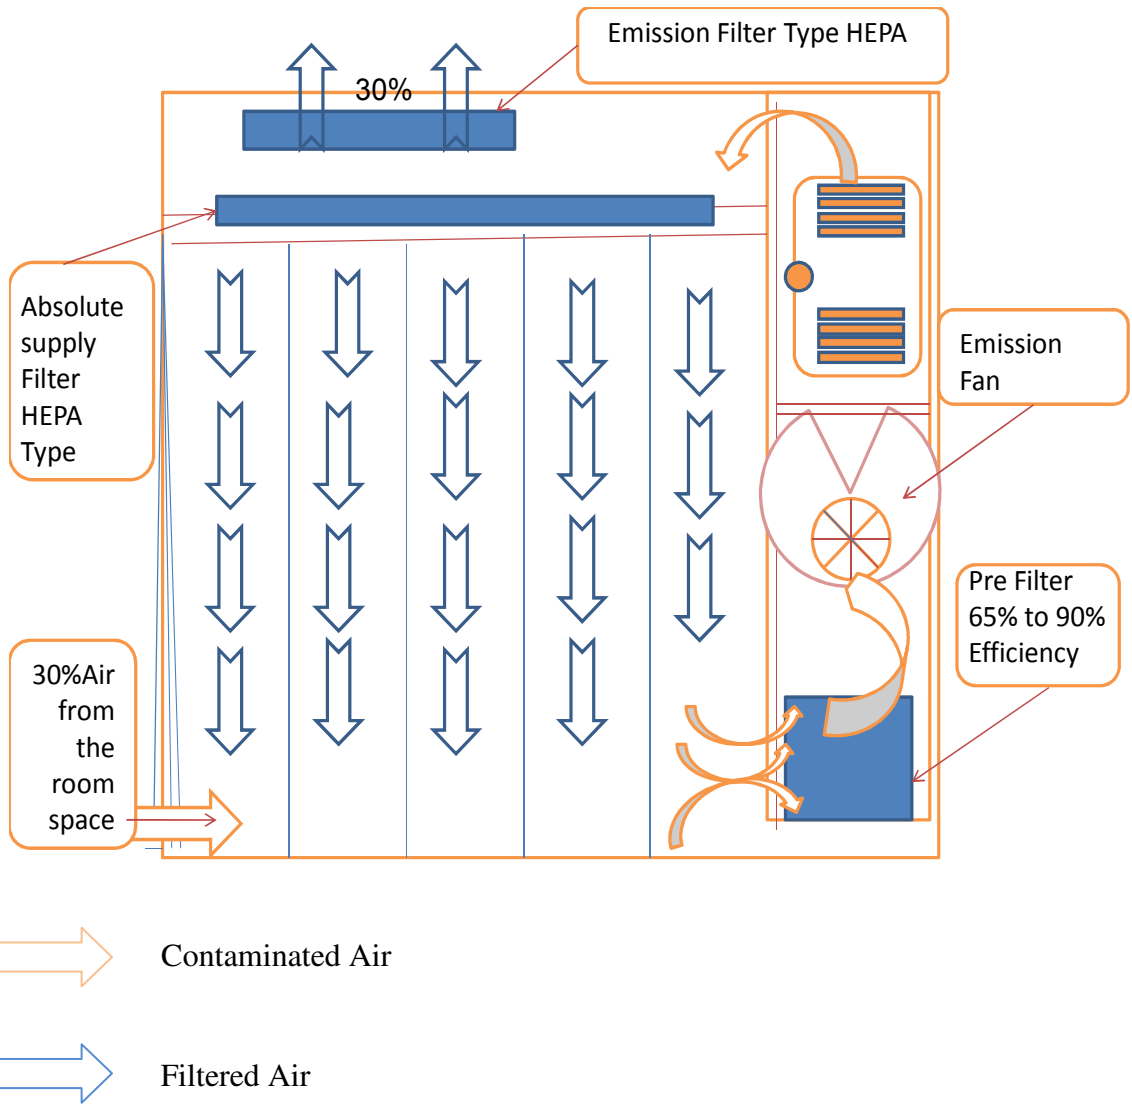 Emission Filter Type HEPA
30%
Absolute
supply
Filter
HEPA
Type
Emission
Fan
Pre Filter
65% to 90%
Efficiency
30%Air
from
the
room
space
Contaminated Air
Filtered Air